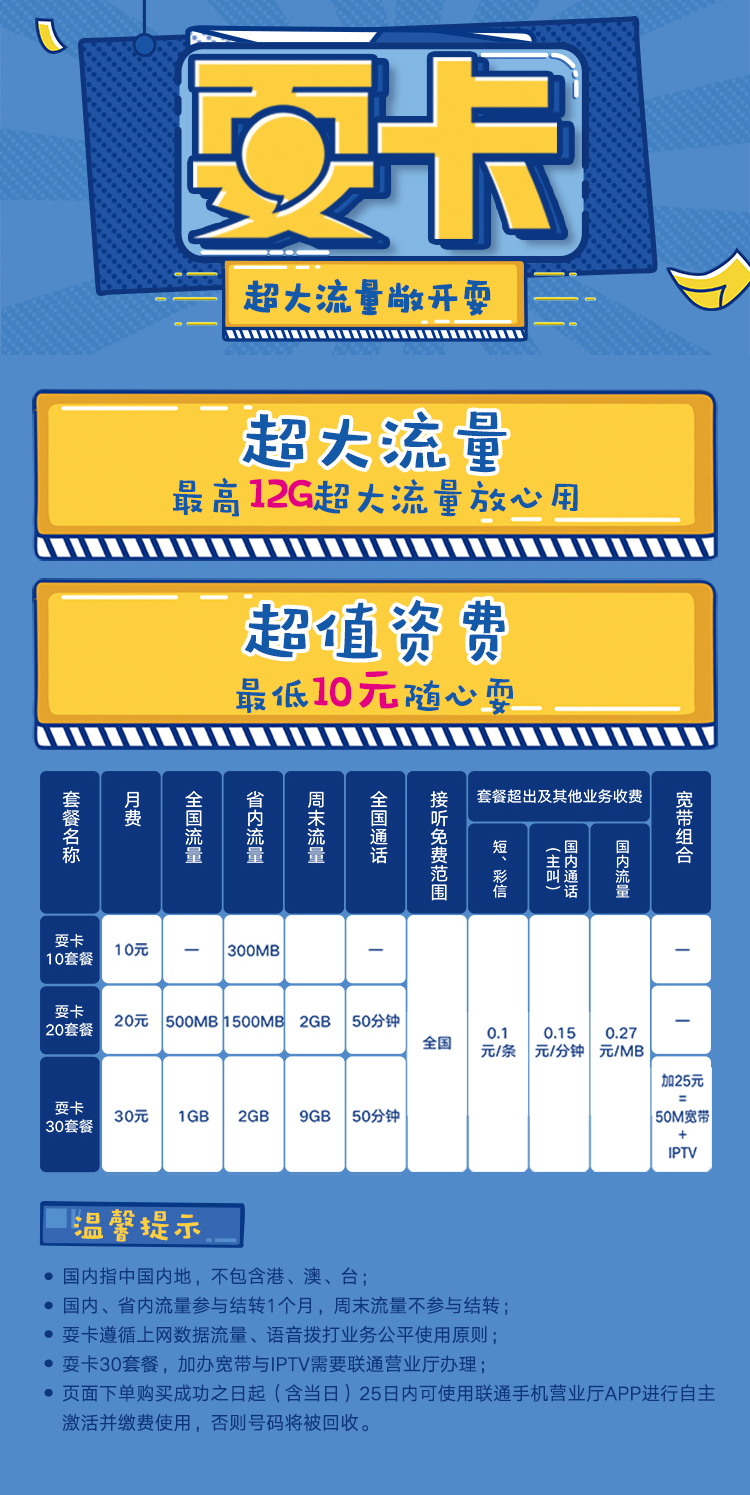 耍卡
超大流量敞开耍
超大流量
最高12G超大流量放心用
超值资费
最低10元随心耍
套餐名称 月费 全国流量 省内流量 周末流量 全国通话 接听免费范围 套餐超出及其他业务收费 宽带组合
短、彩信 国内通话(主叫) 国内流量
耍卡
10套餐 10元 — 300MB —  —
耍卡
20套餐 20元 500MB 1500MB 2GB 50分钟 —
全国 0.1
元/条 0.15
元/分钟 0.27
元/MB
耍卡
30套餐 30元 1GB 2GB 9GB 50分钟
加25元
=
50M宽带
+
IPTV
温馨提示
● 国内指中国内地，不包含港、澳、台；
● 国内、省内流量参与结转1个月，周末流量不参与结转；
● 耍卡遵循上网数据流量、语音拨打业务公平使用原则；
● 耍卡30套餐，加办宽带与IPTV需要联通营业厅办理；
● 页面下单购买成功之日起（含当日）25日内可使用联通手机营业厅APP进行自主
激活并缴费使用，否则号码将被回收。